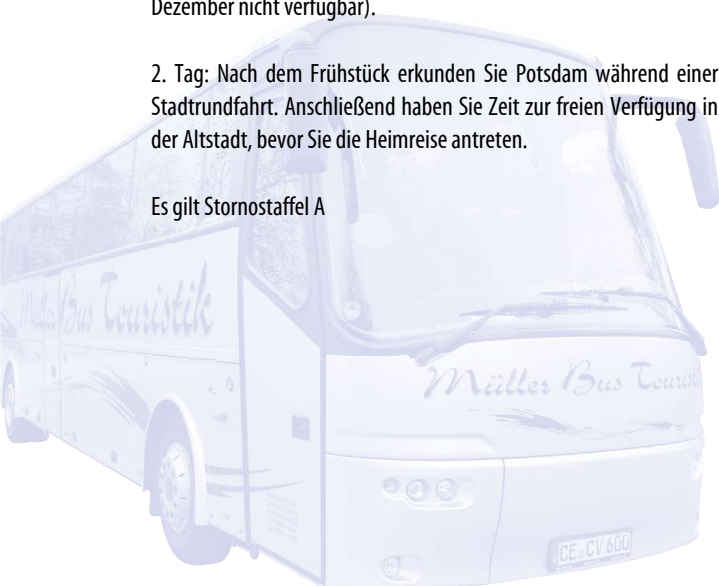 Dezember nicht verfügbar).
2. Tag: Nach dem Frühstück erkunden Sie Potsdam während einer
Stadtrundfahrt. Anschließend haben Sie Zeit zur freien Verfügung in
der Altstadt, bevor Sie die Heimreise antreten.
Es gilt Stornostaffel A
Müller Bus Touristik
Müller Bus Touristik
CE CV 600